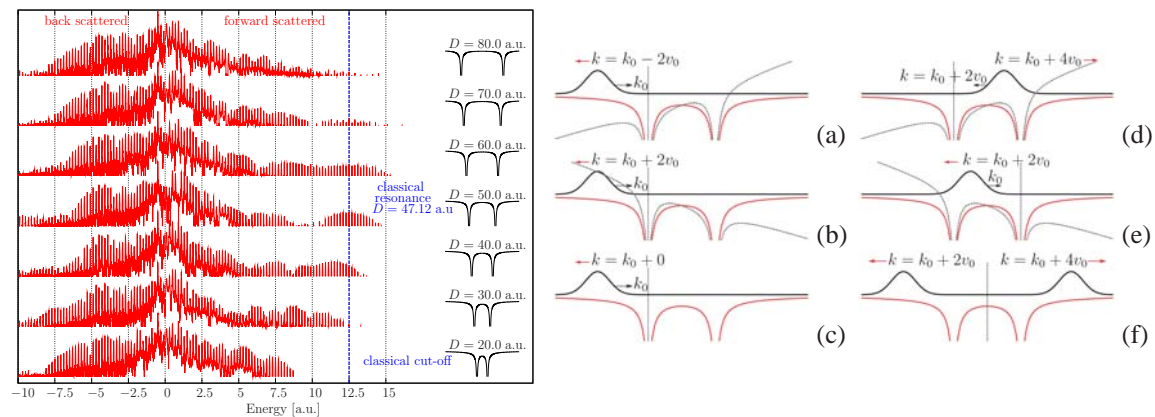 back scattered forward scattered
D = 80.0 a.u.
D = 70.0 a.u.
D = 60.0 a.u.
classical
resonance
D = 47.12 a.u
D = 50.0 a.u.
D = 40.0 a.u.
D = 30.0 a.u.
D = 20.0 a.u.
classical cut-off
−10 −7.5 −5 −2.5 0 2.5 5 7.5 10 12.5 15
Energy [a.u.]
k = k₀ − 2v₀
k₀
(a)
k = k₀ + 2v₀
k₀
(b)
k = k₀ + 0
k₀
(c)
k = k₀ + 4v₀
k = k₀ + 2v₀
(d)
k = k₀ + 2v₀
k₀
(e)
k = k₀ + 2v₀ k = k₀ + 4v₀
(f)